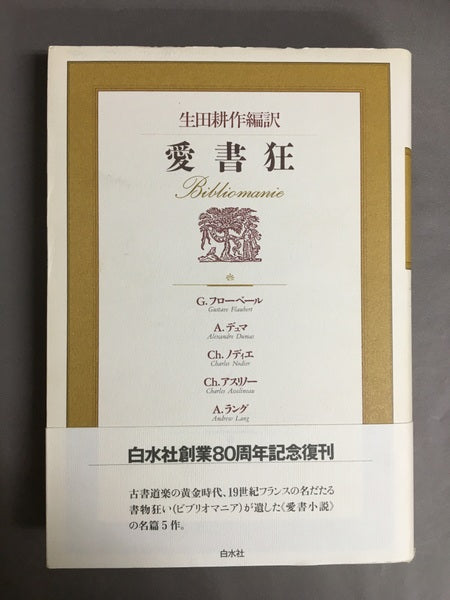 生田耕作編訳
愛書狂
Bibliomanie
G. フローベール
Gustave Flaubert
A. デュマ
Alexandre Dumas
Ch. ノディエ
Charles Nodier
Ch. アスリノー
Charles Asselineau
A. ラング
Andrew Lang
白水社創業80周年記念復刊
古書道楽の黄金時代、19世紀フランスの名だたる
書物狂い(ビブリオマニア)が遺した《愛書小説》
の名篇5作。
白水社